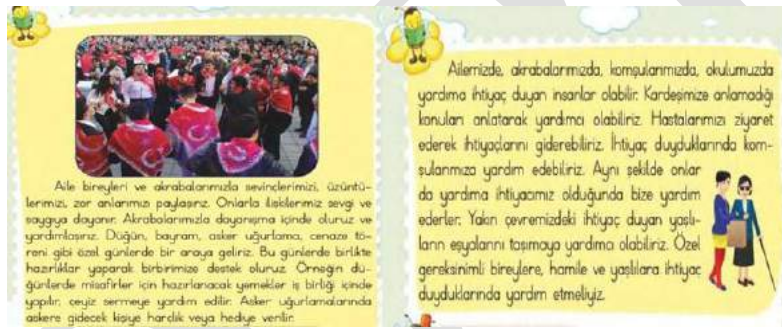 Aile bireyleri ve akrabalarımızla sevinçlerimizi, üzüntü-
lerimizi, zor anlarımızı paylaşırız. Onlarla ilişkilerimiz sevgi ve
saygıya dayanır. Akrabalarımızla dayanışma içinde oluruz ve
yardımlaşırız. Düğün, bayram, asker uğurlama, cenaze tö-
reni gibi özel günlerde bir araya geliriz. Bu günlerde birlikte
hazırlıklar yaparak birbirimize destek oluruz. Örneğin dü-
ğünlerde misafirler için hazırlanacak yemekler iş birliği içinde
yapılır, çeyiz sermeye yardım edilir. Asker uğurlamalarında
askere gidecek kişiye harçlık veya hediye verilir.
Ailemizde, akrabalarımızda, komşularımızda, okulumuzda
yardıma ihtiyaç duyan insanlar olabilir. Kardeşimize anlamadığı
konuları anlatarak yardımcı olabiliriz. Hastalarımızı ziyaret
ederek ihtiyaçlarını giderebiliriz. İhtiyaç duyduklarında kom-
şularımıza yardım edebiliriz. Aynı şekilde onlar
da yardıma ihtiyacımız olduğunda bize yardım
ederler. Yakın çevremizdeki ihtiyaç duyan yaşlı-
ların eşyalarını taşımaya yardımcı olabiliriz. Özel
gereksinimli bireylere, hamile ve yaşlılara ihtiyaç
duyduklarında yardım etmeliyiz.